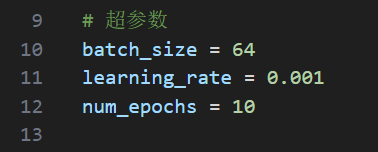 9 # 超参数
10 batch_size = 64
11 learning_rate = 0.001
12 num_epochs = 10
13